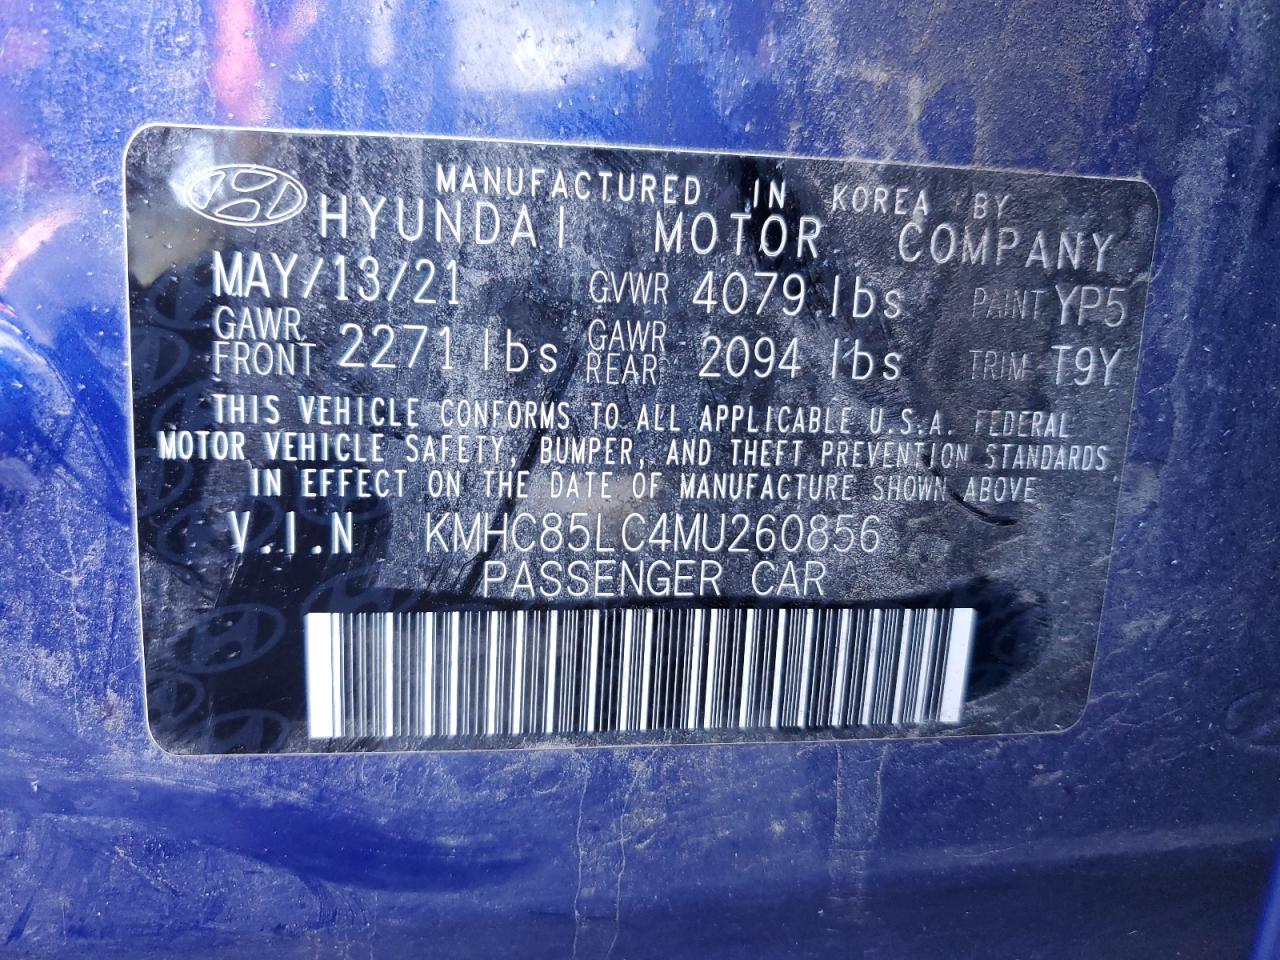 MANUFACTURED IN KOREA BY
HYUNDAI MOTOR COMPANY
MAY/13/21 GVWR 4079 lbs PAINT YP5
GAWR FRONT 2271 lbs GAWR REAR 2094 lbs TRIM T9Y
THIS VEHICLE CONFORMS TO ALL APPLICABLE U.S.A. FEDERAL
MOTOR VEHICLE SAFETY, BUMPER, AND THEFT PREVENTION STANDARDS
IN EFFECT ON THE DATE OF MANUFACTURE SHOWN ABOVE
V.I.N KMHC85LC4MU260856
PASSENGER CAR